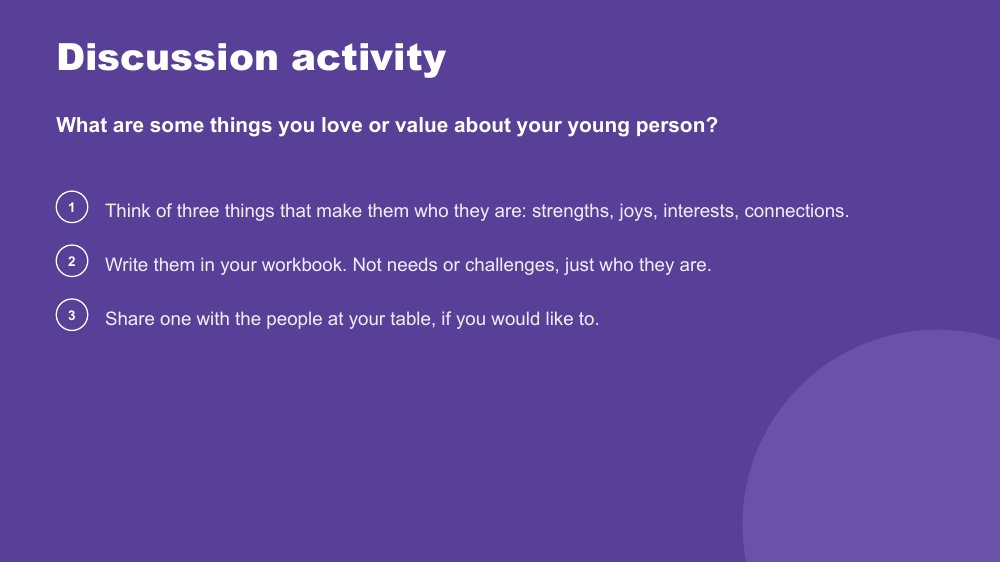 Discussion activity
What are some things you love or value about your young person?
1 Think of three things that make them who they are: strengths, joys, interests, connections.
2 Write them in your workbook. Not needs or challenges, just who they are.
3 Share one with the people at your table, if you would like to.